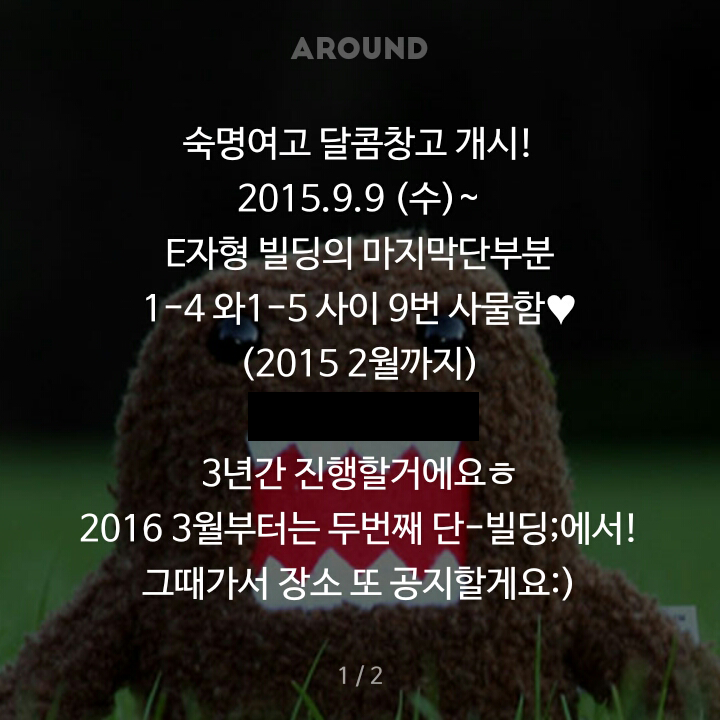 AROUND
숙명여고 달콤창고 개시!
2015.9.9 (수)~
E자형 빌딩의 마지막단부분
1-4 와1-5 사이 9번 사물함♥
(2015 2월까지)
3년간 진행할거에요ㅎ
2016 3월부터는 두번째 단-빌딩;에서!
그때가서 장소 또 공지할게요:)
1 / 2